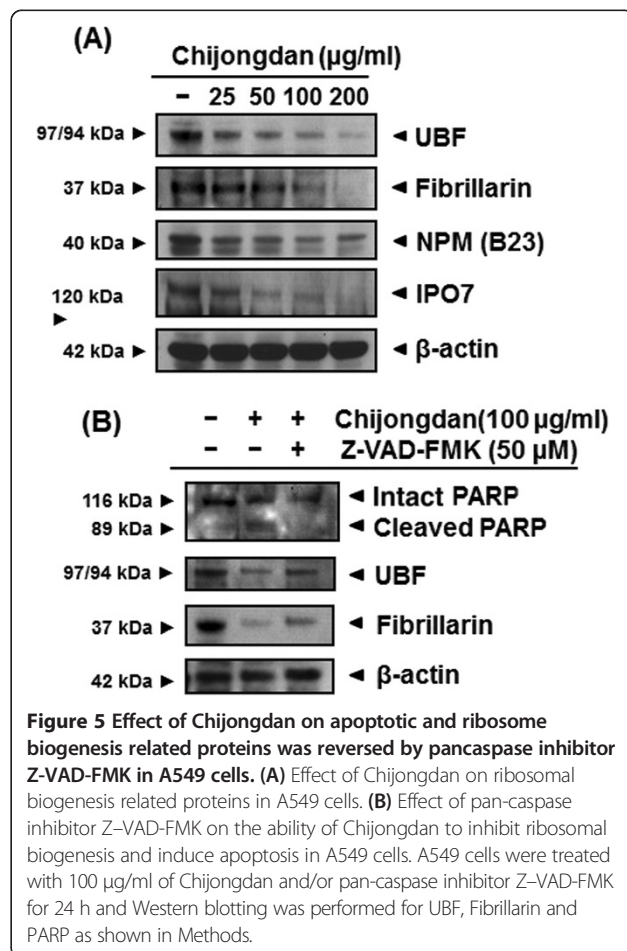 (A)
Chijongdan (µg/ml)
– 25 50 100 200
97/94 kDa ► ◄ UBF
37 kDa ► ◄ Fibrillarin
40 kDa ► ◄ NPM (B23)
120 kDa ◄ IPO7
►
42 kDa ► ◄ β-actin
(B)
– + + Chijongdan(100 µg/ml)
– – + Z-VAD-FMK (50 µM)
116 kDa ► ◄ Intact PARP
89 kDa ► ◄ Cleaved PARP
97/94 kDa ► ◄ UBF
37 kDa ► ◄ Fibrillarin
42 kDa ► ◄ β-actin
Figure 5 Effect of Chijongdan on apoptotic and ribosome
biogenesis related proteins was reversed by pancaspase inhibitor
Z-VAD-FMK in A549 cells. (A) Effect of Chijongdan on ribosomal
biogenesis related proteins in A549 cells. (B) Effect of pan-caspase
inhibitor Z–VAD-FMK on the ability of Chijongdan to inhibit ribosomal
biogenesis and induce apoptosis in A549 cells. A549 cells were treated
with 100 µg/ml of Chijongdan and/or pan-caspase inhibitor Z–VAD-FMK
for 24 h and Western blotting was performed for UBF, Fibrillarin and
PARP as shown in Methods.